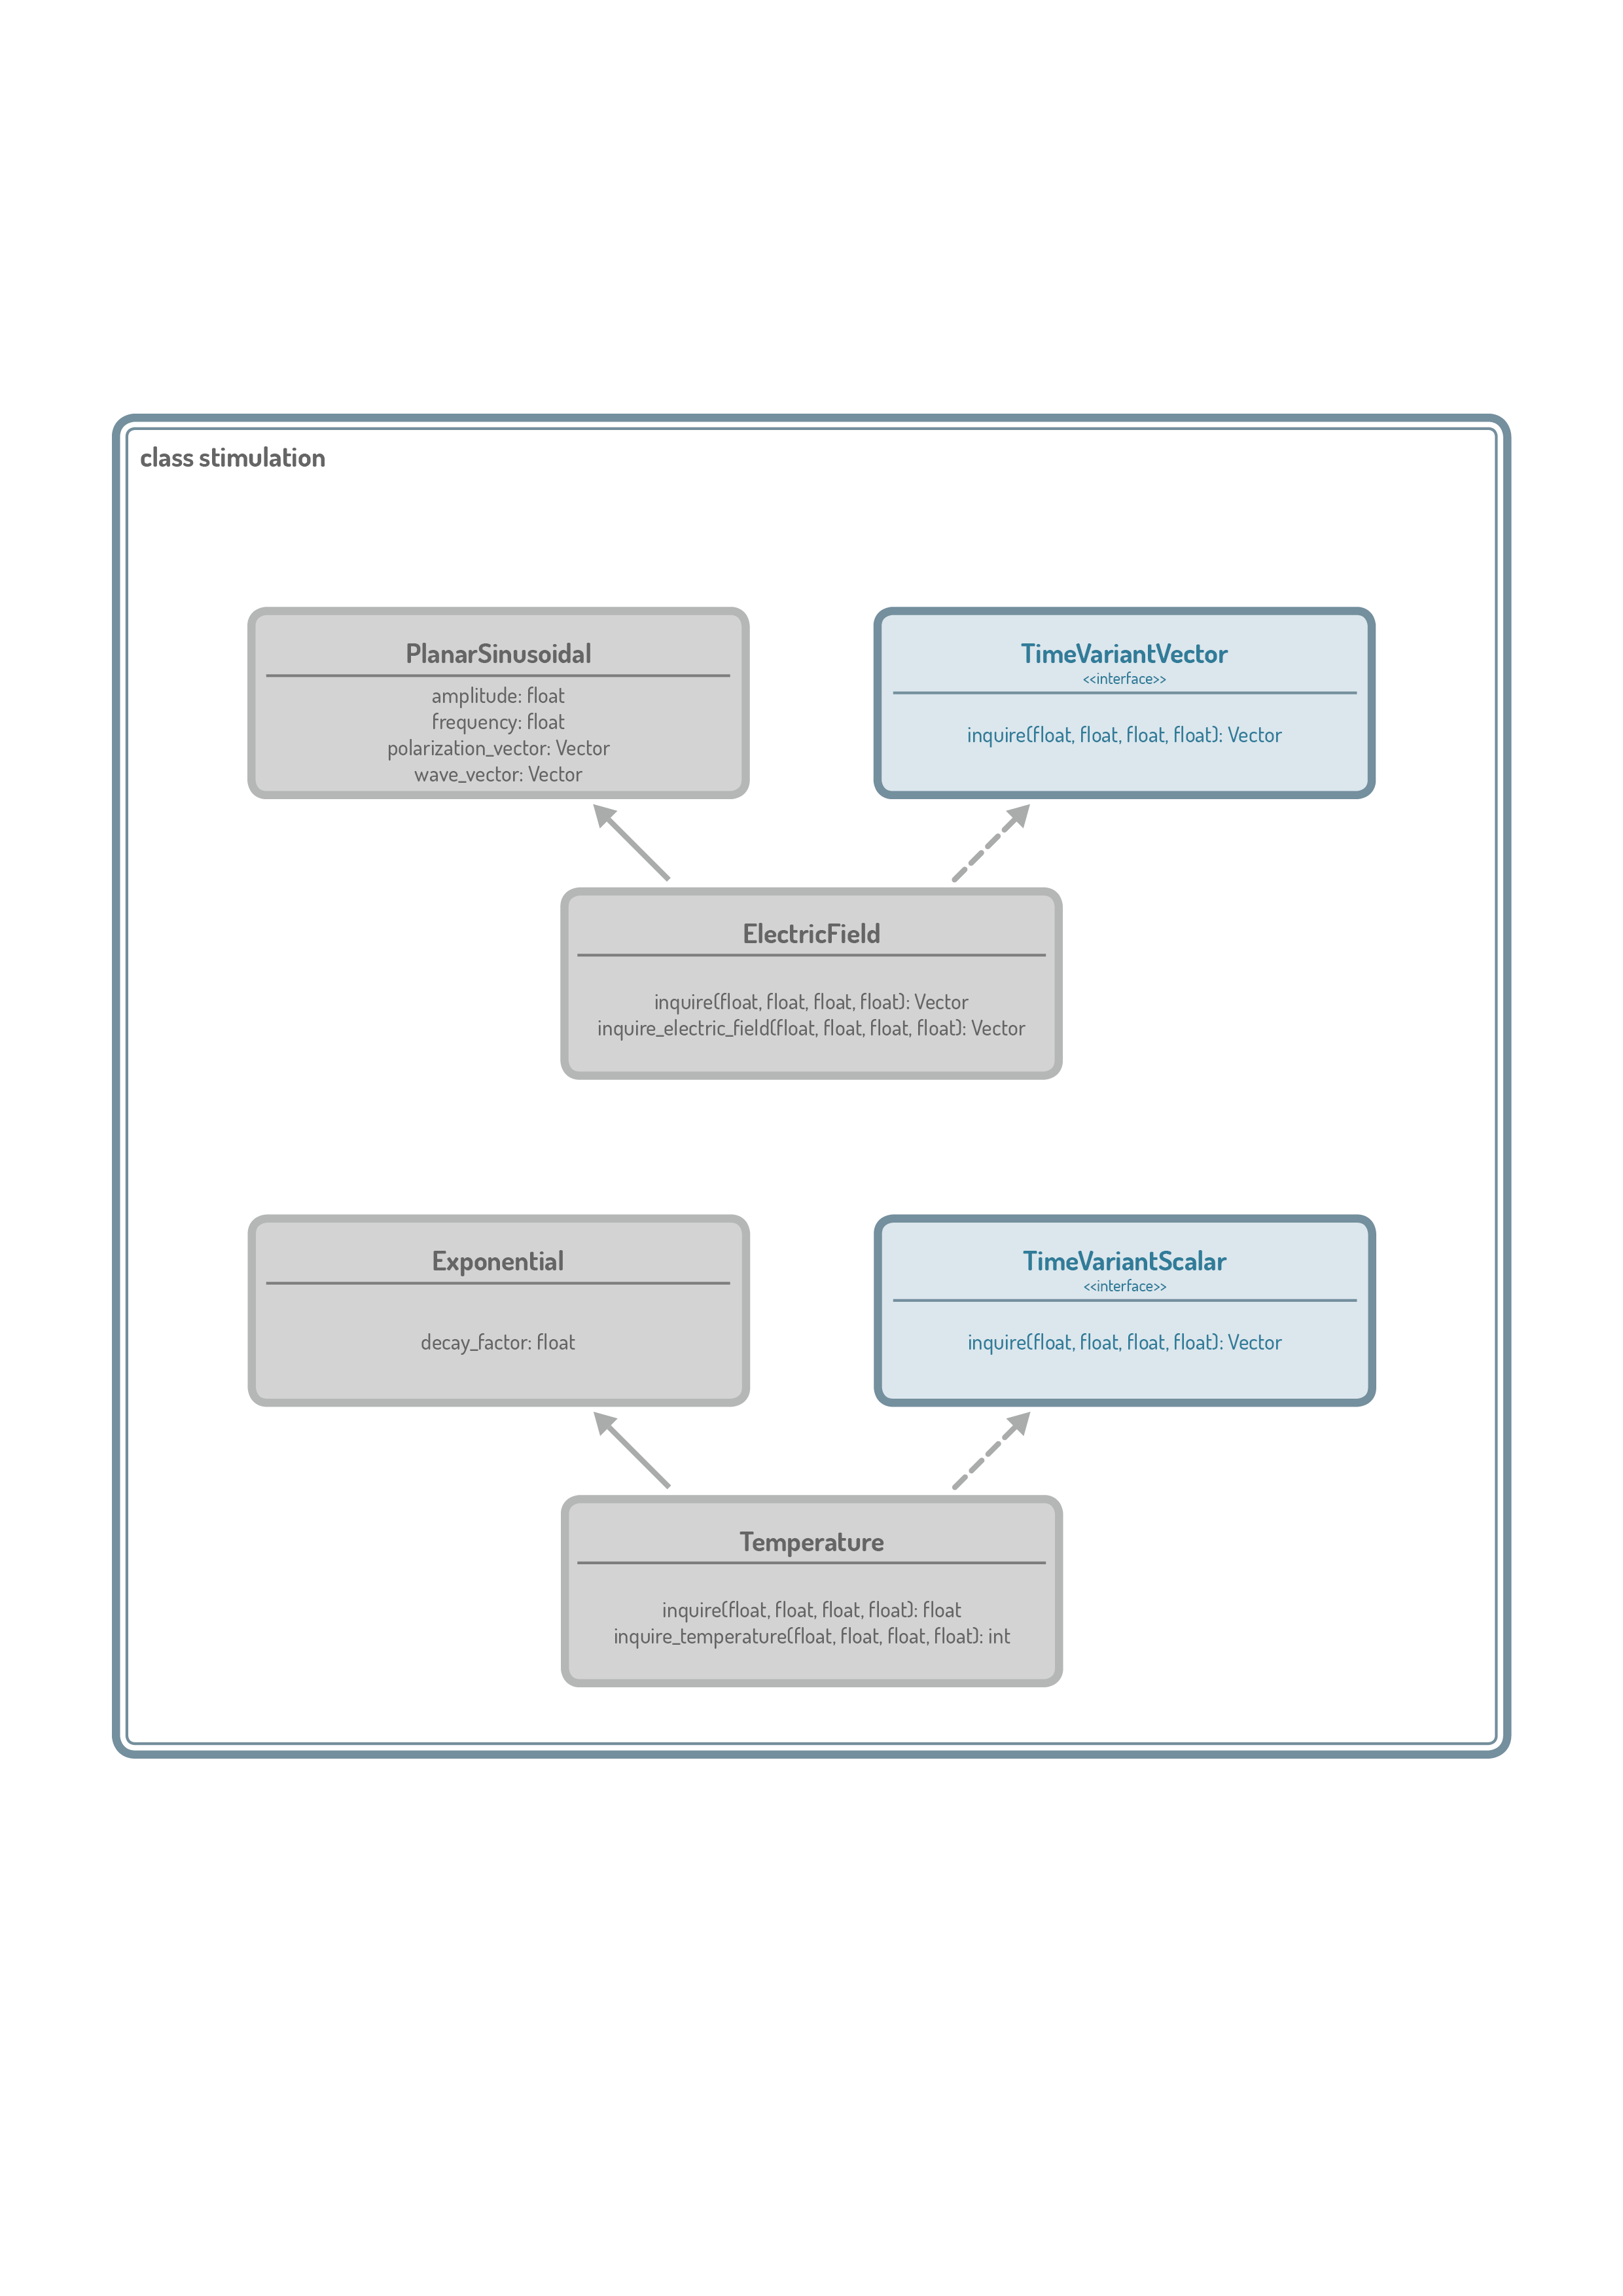 class stimulation
PlanarSinusoidal
amplitude: float
frequency: float
polarization_vector: Vector
wave_vector: Vector
TimeVariantVector
<<interface>>
inquire(float, float, float, float): Vector
ElectricField
inquire(float, float, float, float): Vector
inquire_electric_field(float, float, float, float): Vector
Exponential
decay_factor: float
TimeVariantScalar
<<interface>>
inquire(float, float, float, float): Vector
Temperature
inquire(float, float, float, float): float
inquire_temperature(float, float, float, float): int